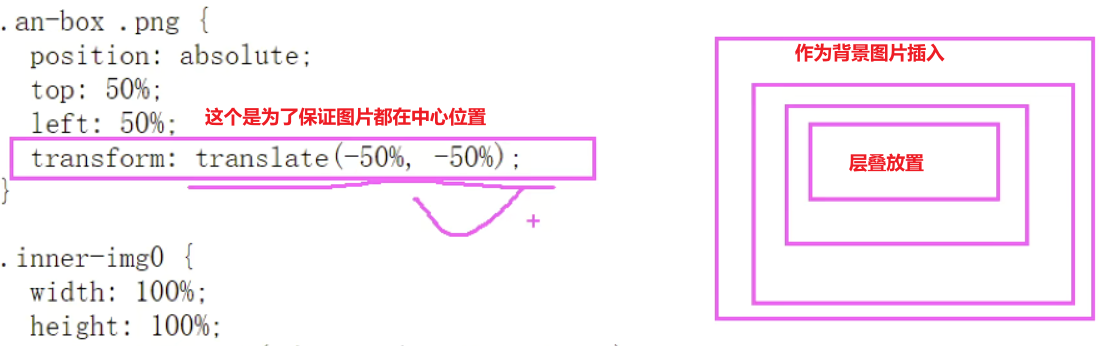 .an-box .png {
position: absolute;
top: 50%;
left: 50%;
这个是为了保证图片都在中心位置
transform: translate(-50%, -50%);
}
.inner-img0 {
width: 100%;
height: 100%;
作为背景图片插入
层叠放置